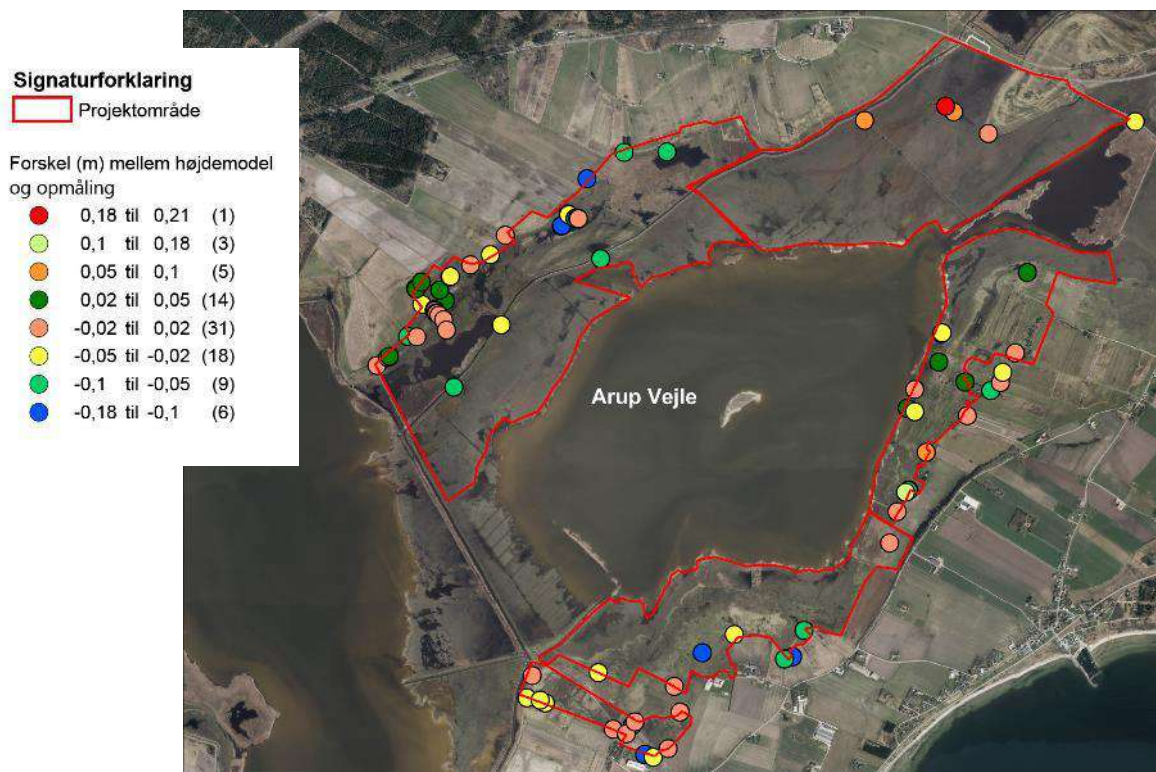 Signaturforklaring
Projektområde
Forskel (m) mellem højdemodel
og opmåling
0,18 til 0,21 (1)
0,1 til 0,18 (3)
0,05 til 0,1 (5)
0,02 til 0,05 (14)
-0,02 til 0,02 (31)
-0,05 til -0,02 (18)
-0,1 til -0,05 (9)
-0,18 til -0,1 (6)
Arup Vejle